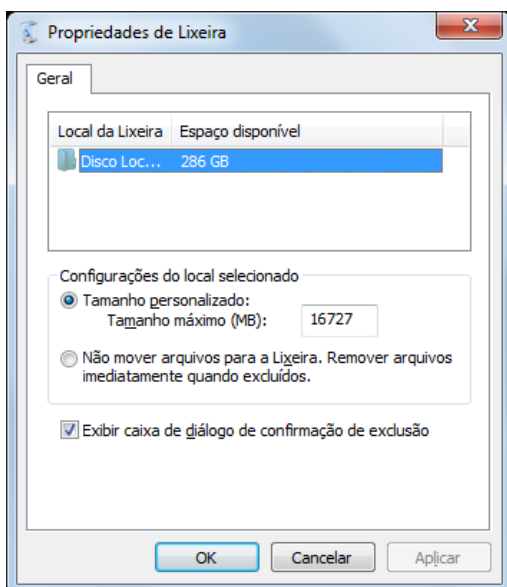 Propriedades de Lixeira
Geral
Local da Lixeira Espaço disponível
Disco Loc... 286 GB
Configurações do local selecionado
Tamanho personalizado:
Tamanho máximo (MB): 16727
Não mover arquivos para a Lixeira. Remover arquivos
imediatamente quando excluídos.
Exibir caixa de diálogo de confirmação de exclusão
OK Cancelar Aplicar